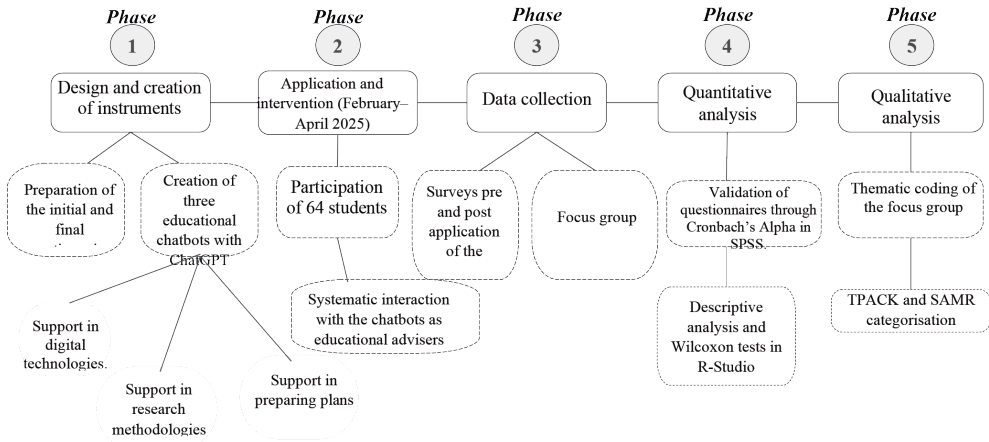 Phase
1
Design and creation
of instruments
Preparation of
the initial and
final
Creation of
three
educational
chatbots with
ChatGPT
Support in
digital
technologies.
Support in
research
methodologies
Support in
preparing plans
Phase
2
Application and
intervention (February–
April 2025)
Participation
of 64 students
Systematic interaction
with the chatbots as
educational advisers
Phase
3
Data collection
Surveys pre
and post
application
of the
Focus group
Phase
4
Quantitative
analysis
Validation of
questionnaires through
Cronbach's Alpha in
SPSS.
Descriptive
analysis and
Wilcoxon tests in
R-Studio
Phase
5
Qualitative
analysis
Thematic coding of
the focus group
TPACK and SAMR
categorisation